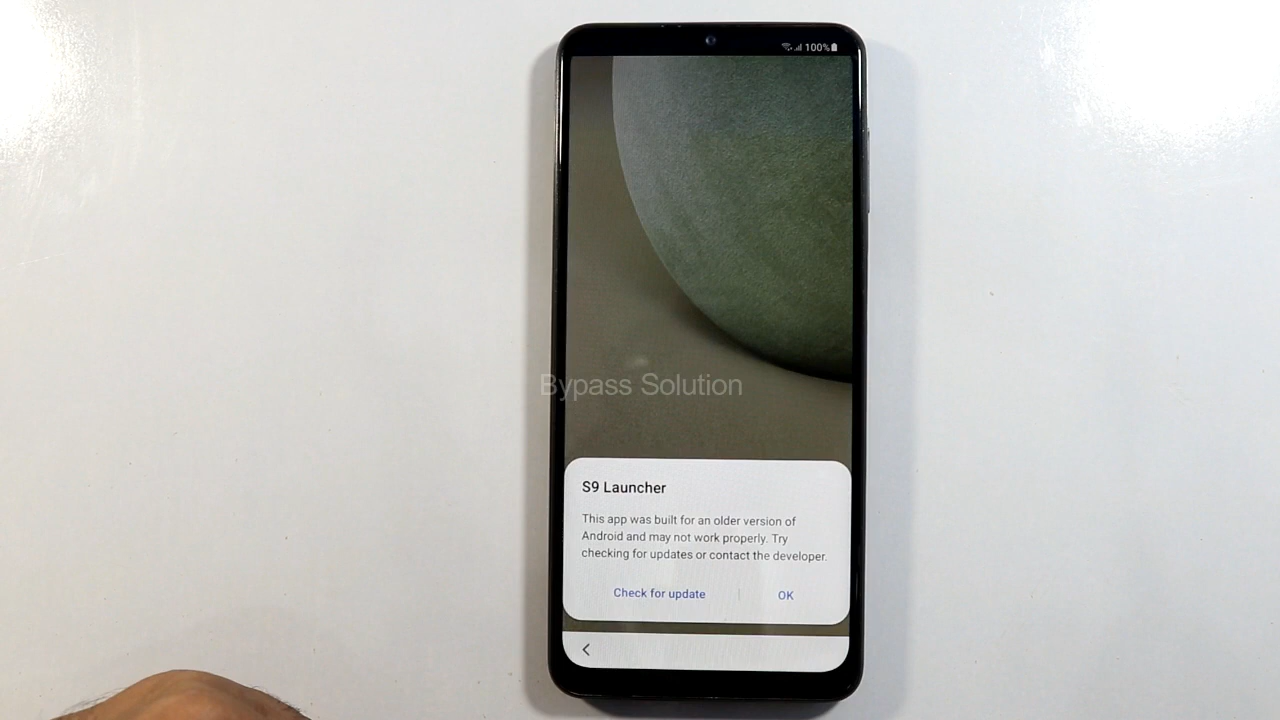 100%
Bypass Solution
S9 Launcher
This app was built for an older version of
Android and may not work properly. Try
checking for updates or contact the developer.
Check for update | OK